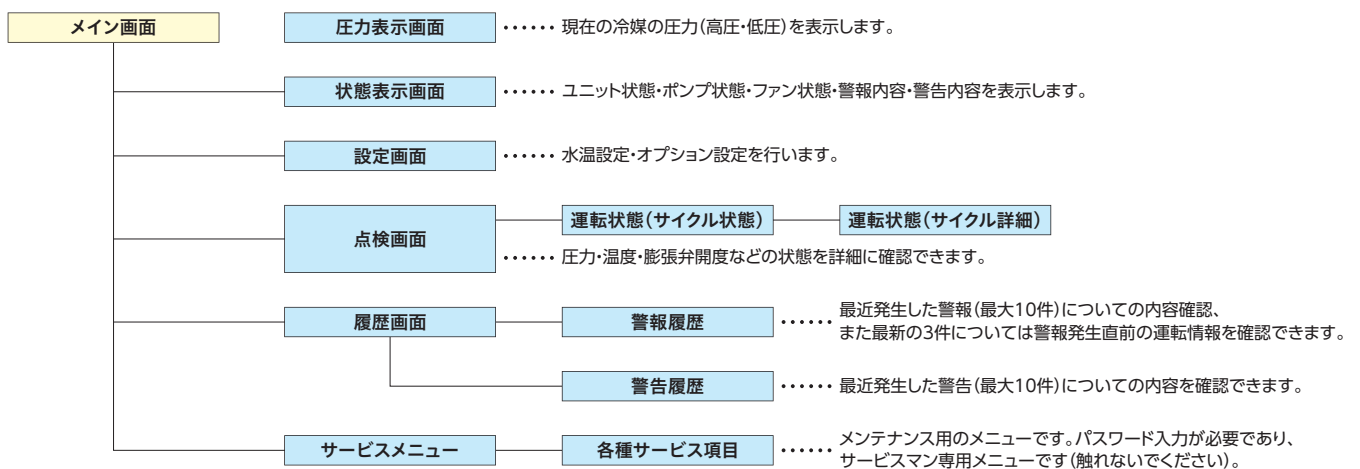 メイン画面
圧力表示画面 ・・・・・・ 現在の冷媒の圧力(高圧・低圧)を表示します。
状態表示画面 ・・・・・・ ユニット状態・ポンプ状態・ファン状態・警報内容・警告内容を表示します。
設定画面 ・・・・・・ 水温設定・オプション設定を行います。
点検画面
運転状態(サイクル状態)
運転状態(サイクル詳細)
・・・・・・ 圧力・温度・膨張弁開度などの状態を詳細に確認できます。
履歴画面
警報履歴 ・・・・・・ 最近発生した警報(最大10件)についての内容確認、
また最新の3件については警報発生直前の運転情報を確認できます。
警告履歴 ・・・・・・ 最近発生した警告(最大10件)についての内容を確認できます。
サービスメニュー
各種サービス項目 ・・・・・・ メンテナンス用のメニューです。パスワード入力が必要であり、
サービスマン専用メニューです(触れないでください)。